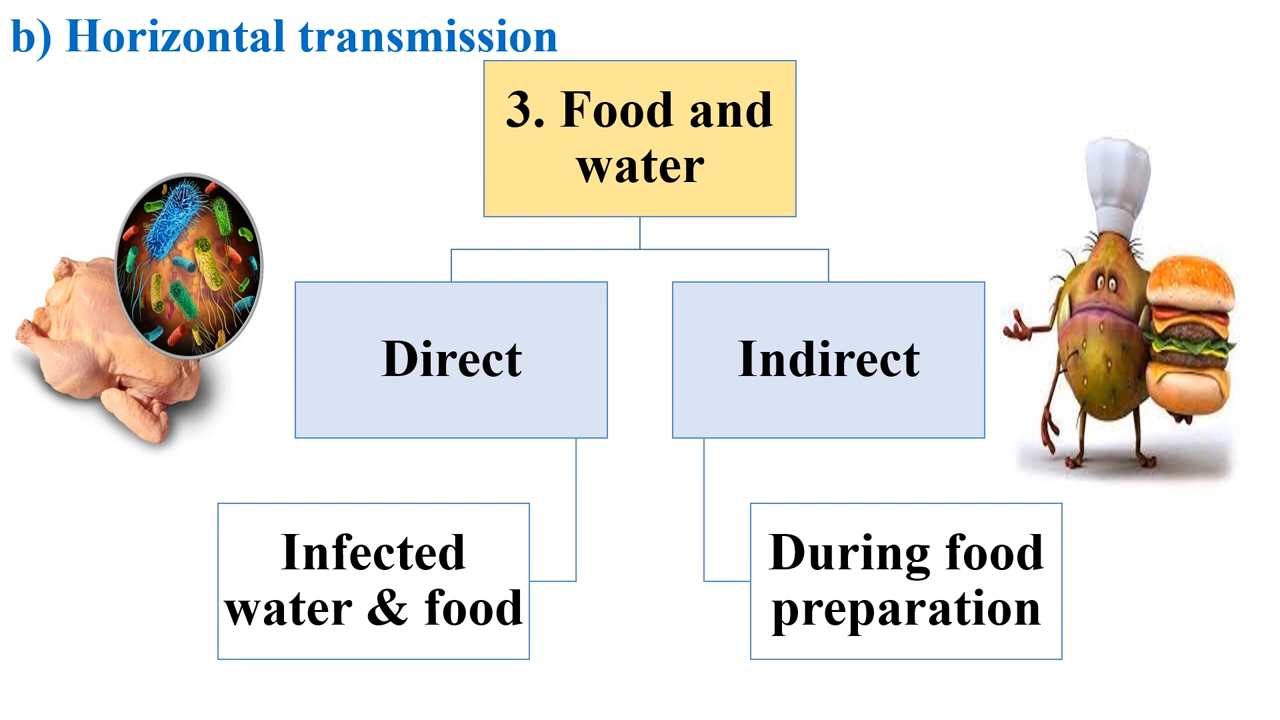 b) Horizontal transmission
3. Food and
water
Direct
Indirect
Infected
water & food
During food
preparation